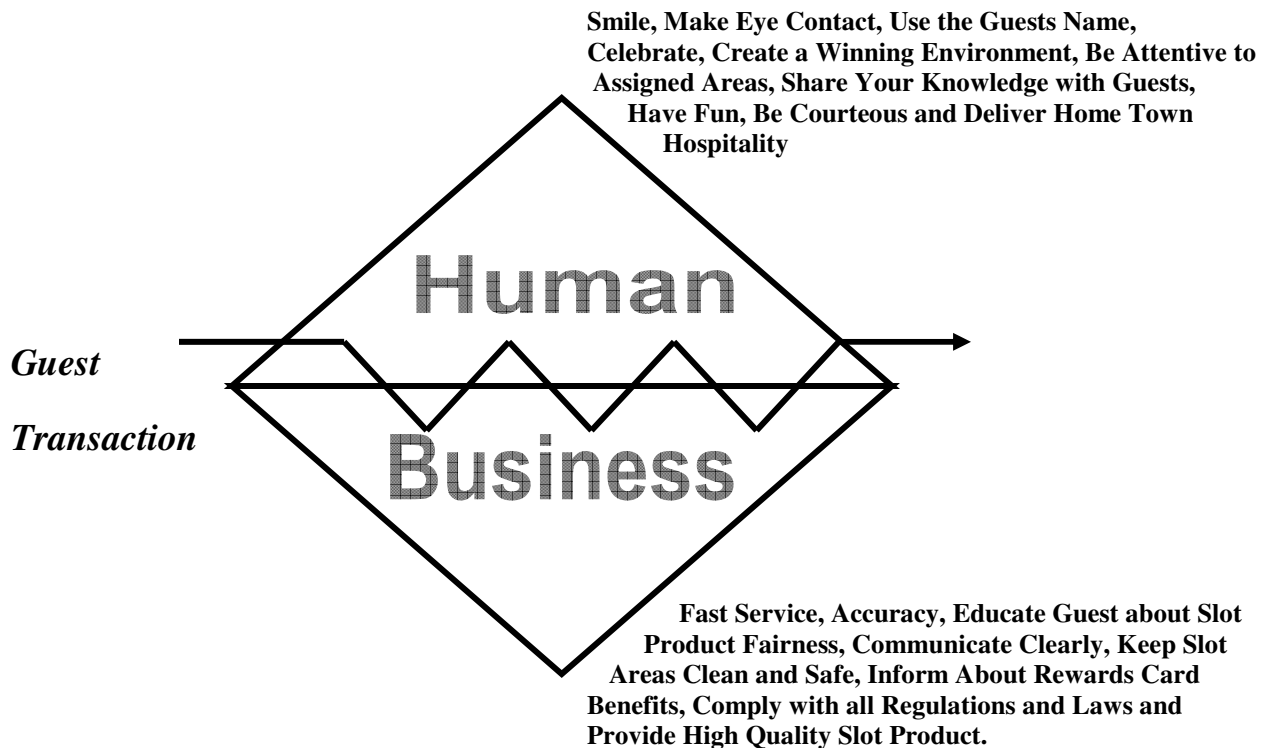 Smile, Make Eye Contact, Use the Guests Name,
Celebrate, Create a Winning Environment, Be Attentive to
Assigned Areas, Share Your Knowledge with Guests,
Have Fun, Be Courteous and Deliver Home Town
Hospitality
Human
Guest
Transaction
Business
Fast Service, Accuracy, Educate Guest about Slot
Product Fairness, Communicate Clearly, Keep Slot
Areas Clean and Safe, Inform About Rewards Card
Benefits, Comply with all Regulations and Laws and
Provide High Quality Slot Product.